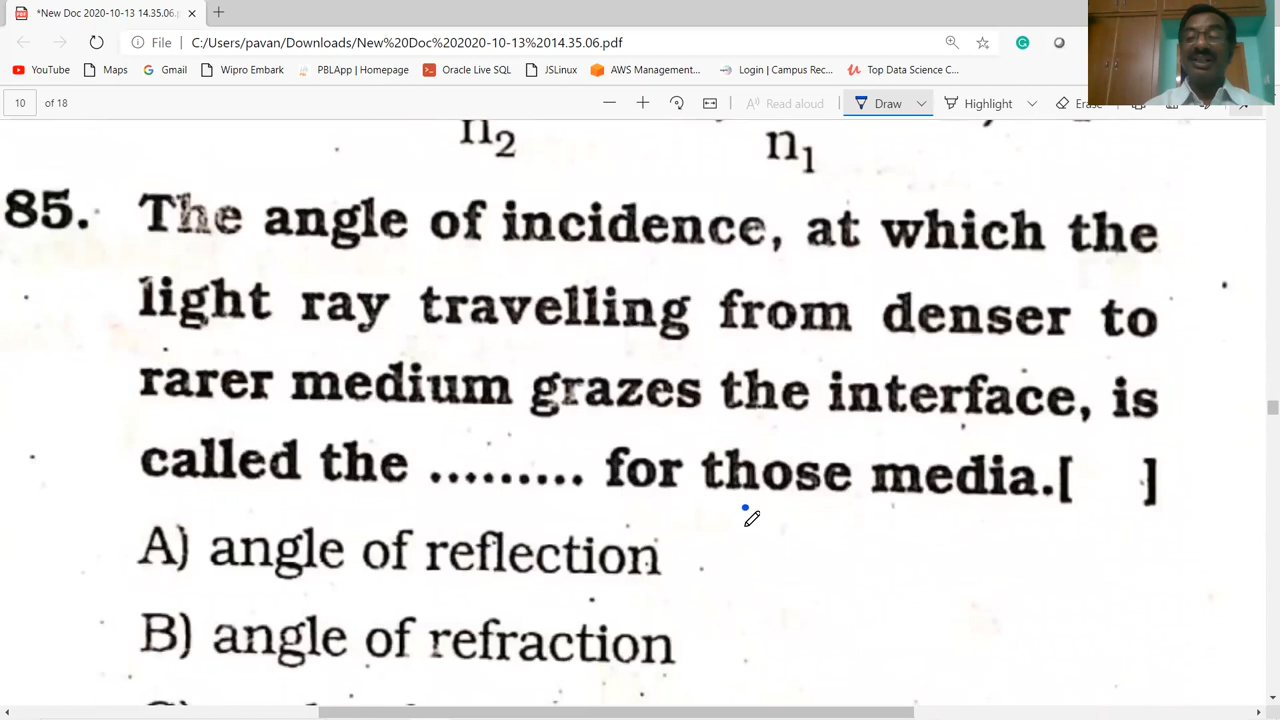 *New Doc 2020-10-13 14.35.06.p
File C:/Users/pavan/Downloads/New%20Doc%202020-10-13%2014.35.06.pdf
YouTube Maps Gmail Wipro Embark PBLApp | Homepage Oracle Live SQL JSLinux AWS Management... Login | Campus Rec... Top Data Science C...
10 of 18 Read aloud Draw Highlight Erase
n2 n1
85. The angle of incidence, at which the
light ray travelling from denser to
rarer medium grazes the interface, is
called the ......... for those media.[ ]
A) angle of reflection
B) angle of refraction